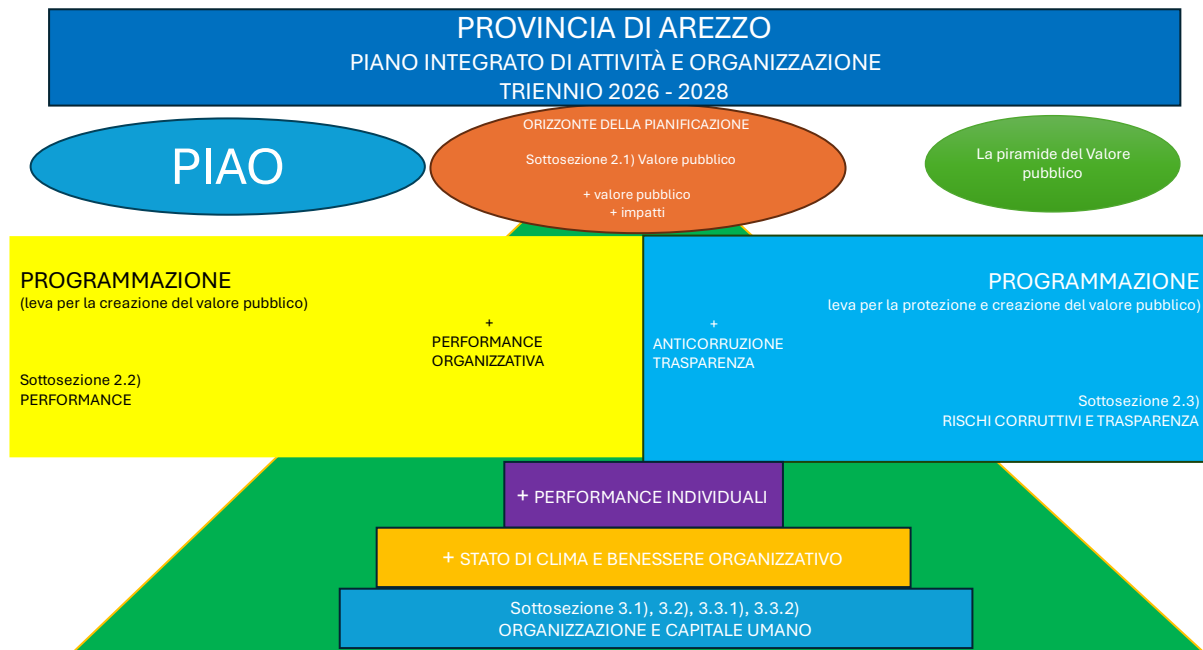 PROVINCIA DI AREZZO
PIANO INTEGRATO DI ATTIVITÀ E ORGANIZZAZIONE
TRIENNIO 2026 - 2028
PIAO
ORIZZONTE DELLA PIANIFICAZIONE
Sottosezione 2.1) Valore pubblico
+ valore pubblico
+ impatti
La piramide del Valore
pubblico
PROGRAMMAZIONE
(leva per la creazione del valore pubblico)
+
PERFORMANCE
ORGANIZZATIVA
Sottosezione 2.2)
PERFORMANCE
PROGRAMMAZIONE
leva per la protezione e creazione del valore pubblico)
+
ANTICORRUZIONE
TRASPARENZA
Sottosezione 2.3)
RISCHI CORRUTTIVI E TRASPARENZA
+ PERFORMANCE INDIVIDUALI
+ STATO DI CLIMA E BENESSERE ORGANIZZATIVO
Sottosezione 3.1), 3.2), 3.3.1), 3.3.2)
ORGANIZZAZIONE E CAPITALE UMANO